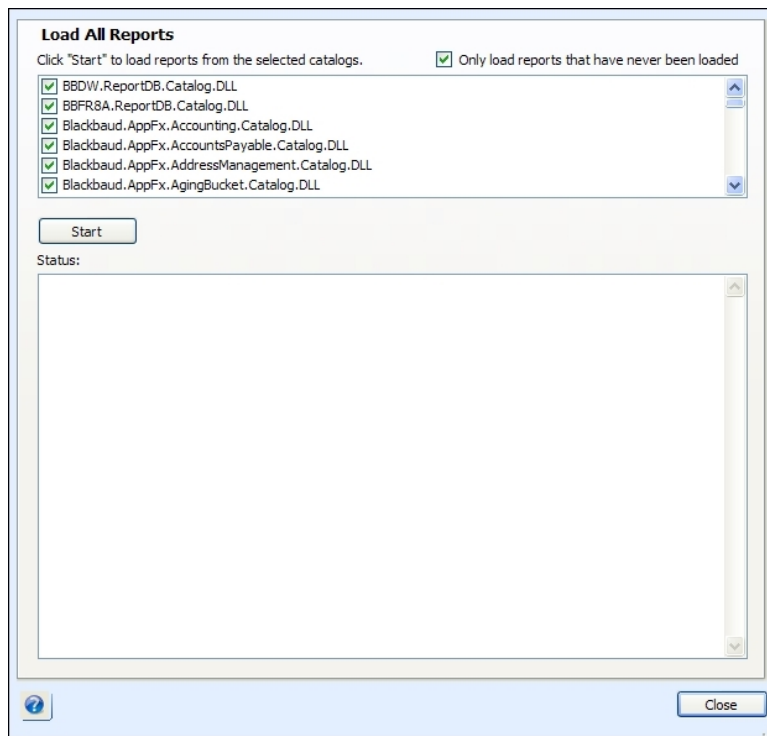 Load All Reports
Click "Start" to load reports from the selected catalogs.
Only load reports that have never been loaded
BBDW.ReportDB.Catalog.DLL
BBFR8A.ReportDB.Catalog.DLL
Blackbaud.AppFx.Accounting.Catalog.DLL
Blackbaud.AppFx.AccountsPayable.Catalog.DLL
Blackbaud.AppFx.AddressManagement.Catalog.DLL
Blackbaud.AppFx.AgingBucket.Catalog.DLL
Start
Status:
?
Close